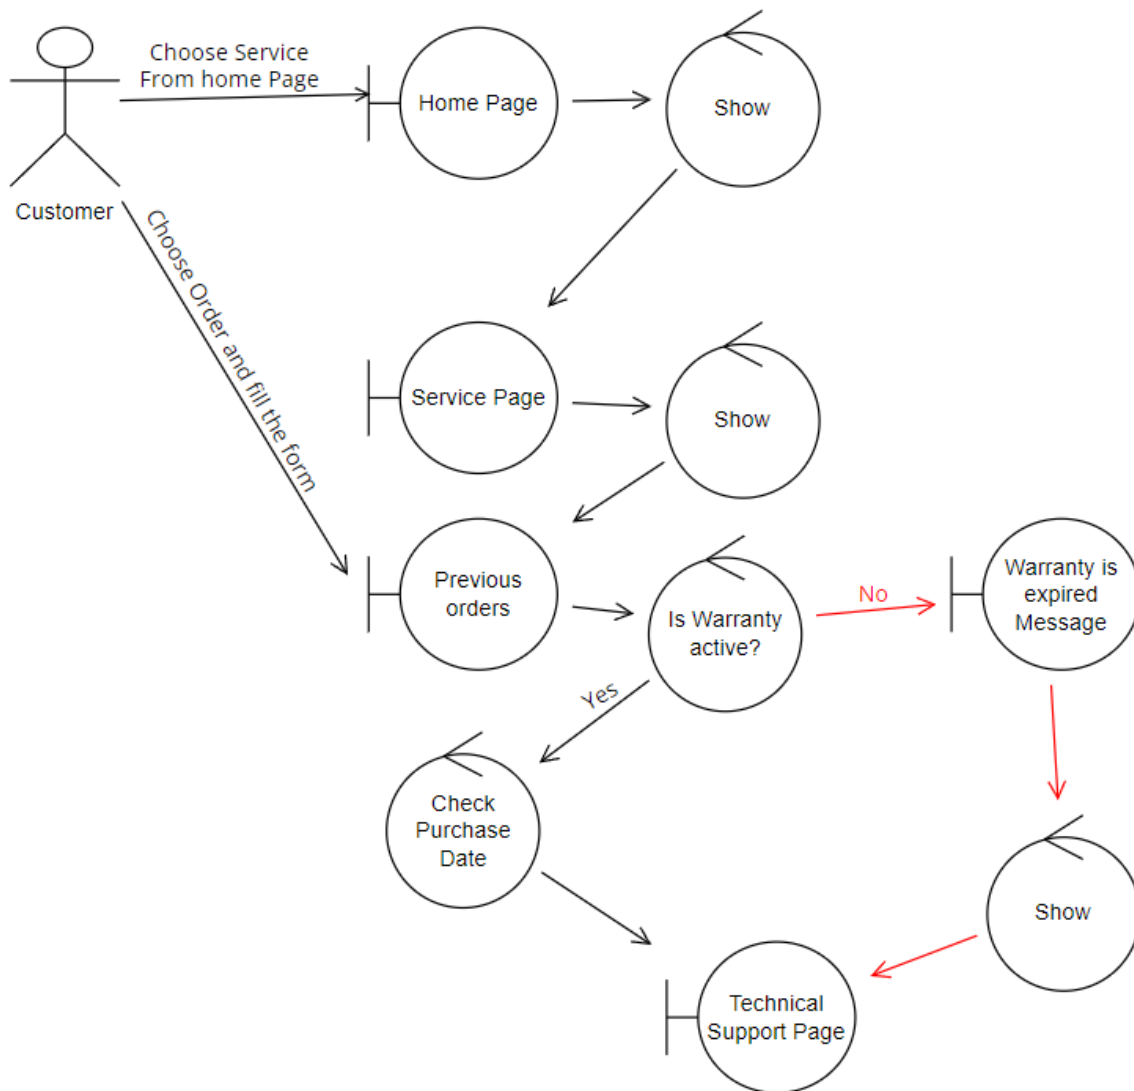 Choose Service
From home Page
Home Page
Show
Customer
Choose Order and fill the form
Service Page
Show
Previous
orders
Is Warranty
active?
No
Warranty is
expired
Message
Yes
Check
Purchase
Date
Show
Technical
Support Page